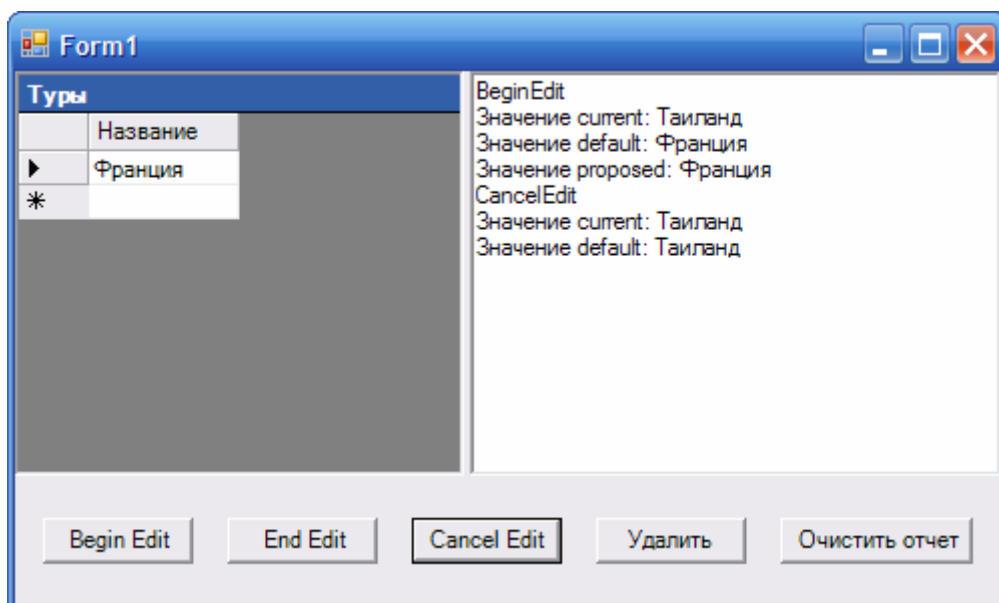 Form1
Туры
Название
Франция
BeginEdit
Значение current: Таиланд
Значение default: Франция
Значение proposed: Франция
CancelEdit
Значение current: Таиланд
Значение default: Таиланд
Begin Edit
End Edit
Cancel Edit
Удалить
Очистить отчет